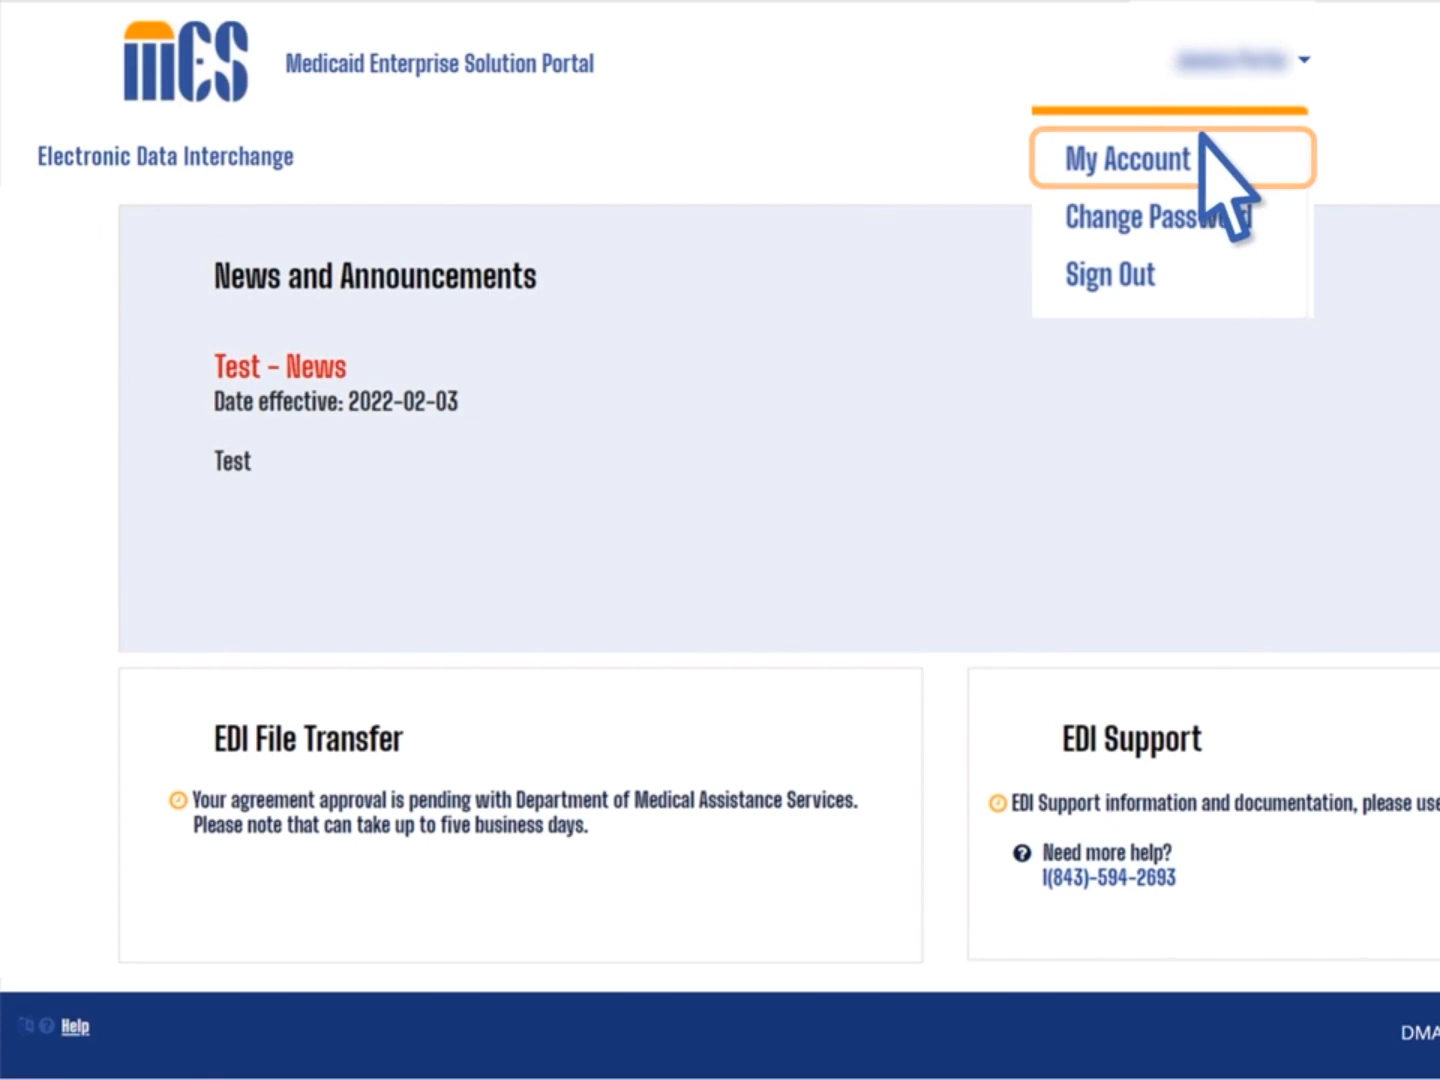 mES
Medicaid Enterprise Solution Portal
Electronic Data Interchange
My Account
Change
Sign Out
News and Announcements
Test - News
Date effective: 2022-02-03
Test
EDI File Transfer
Your agreement approval is pending with Department of Medical Assistance Services.
Please note that can take up to five business days.
EDI Support
EDI Support information and documentation, please use
Need more help?
1(843)-594-2693
Help
DMA